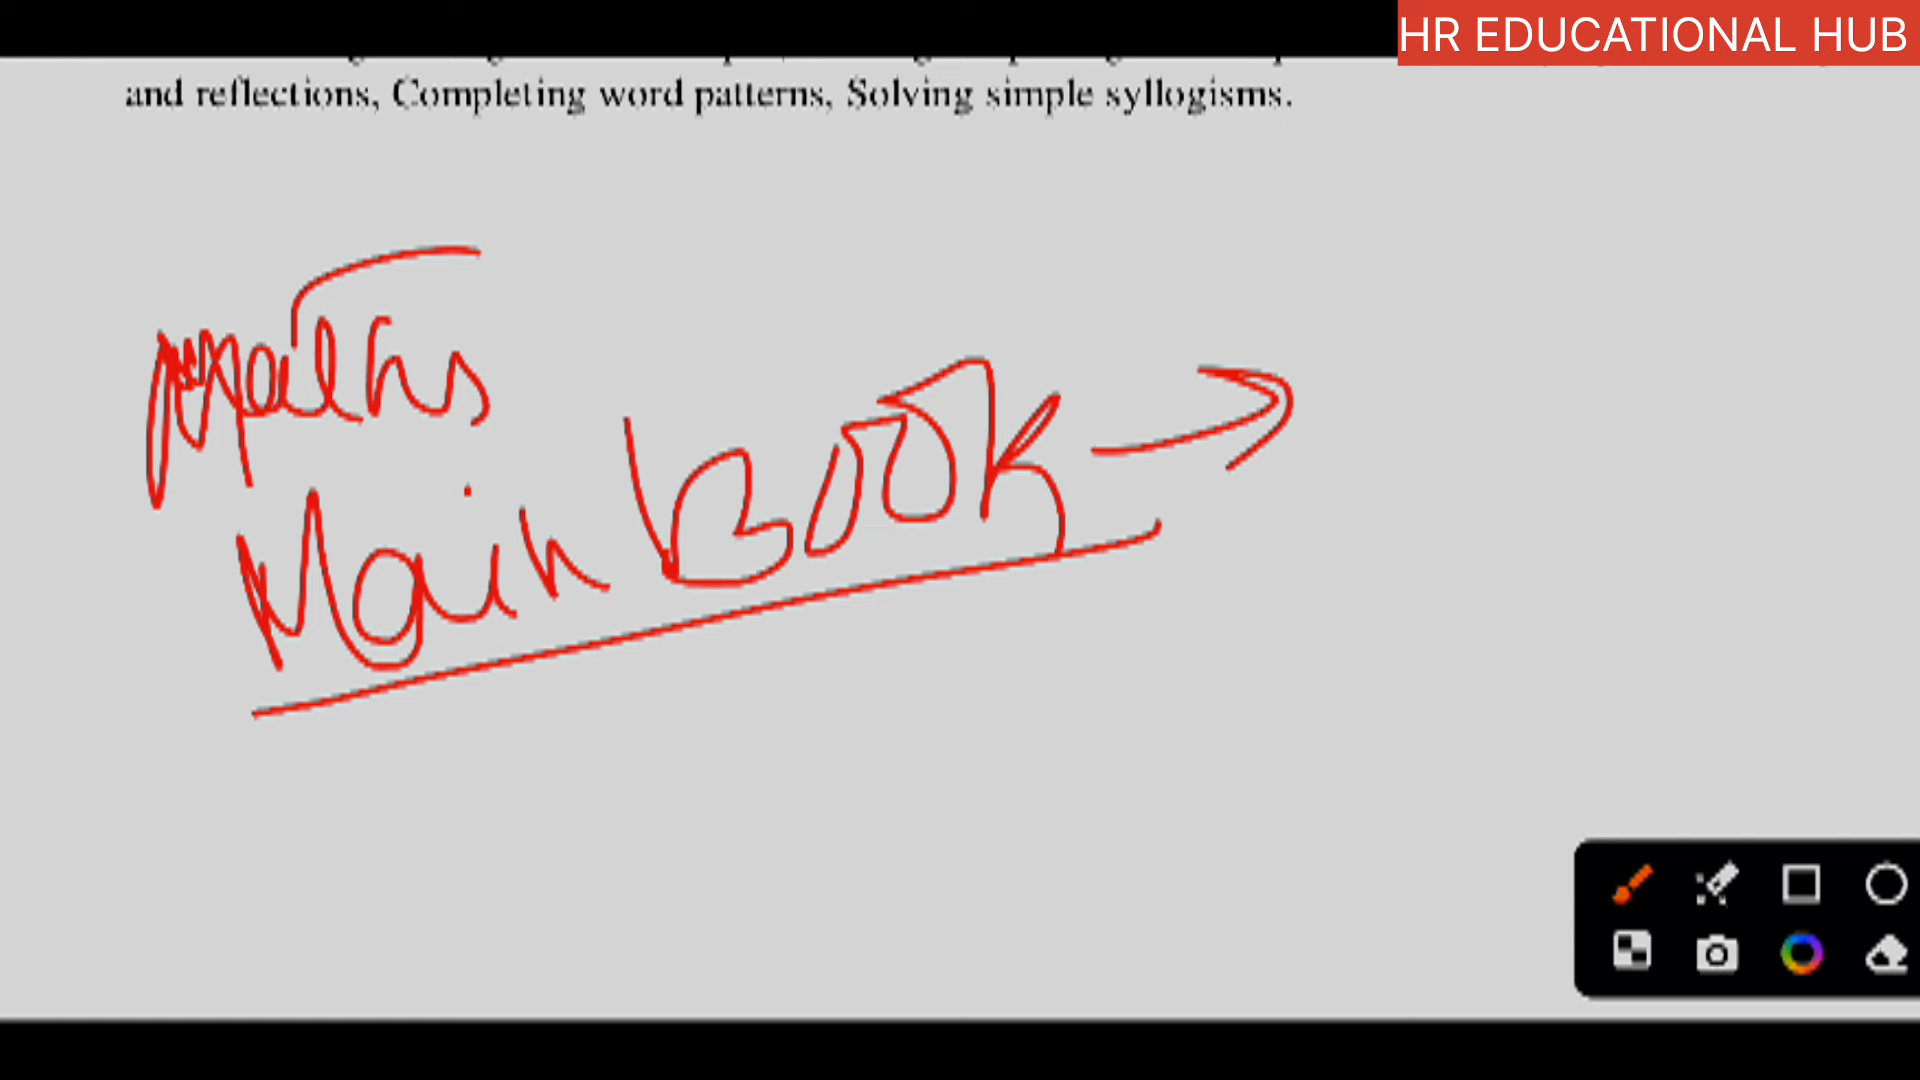 HR EDUCATIONAL HUB
and reflections, Completing word patterns, Solving simple syllogisms.
Maths
Main Book →